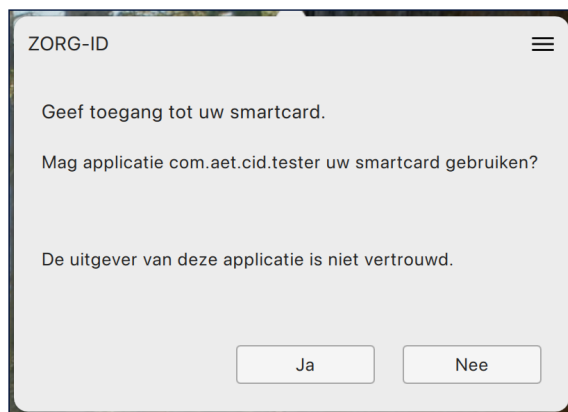 ZORG-ID
Geef toegang tot uw smartcard.
Mag applicatie com.aet.cid.tester uw smartcard gebruiken?
De uitgever van deze applicatie is niet vertrouwd.
Ja
Nee